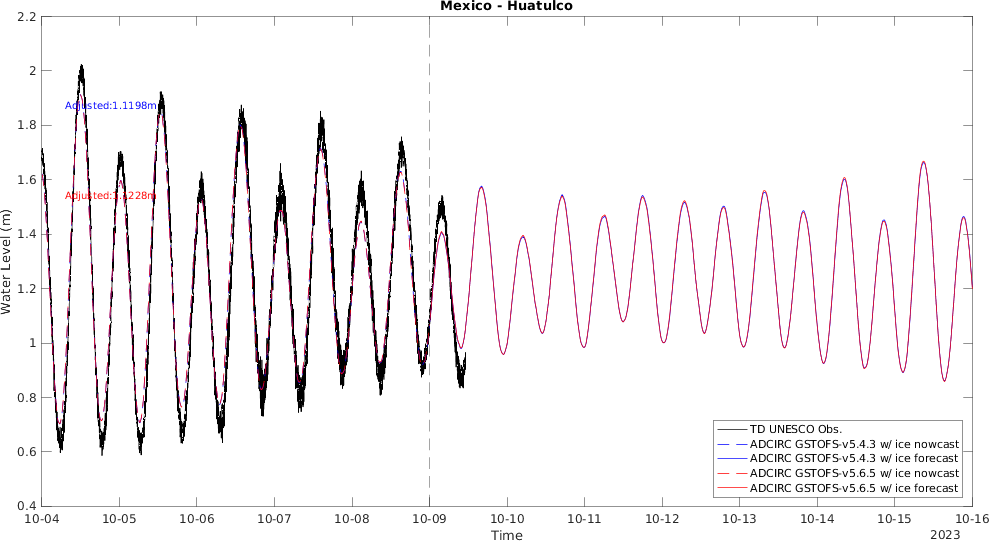 Mexico - Huatulco
2.2
2
1.8
1.6
1.4
1.2
1
0.8
0.6
0.4
Water Level (m)
Adjusted:1.1198m
Adjusted:1.1228m
TD UNESCO Obs.
ADCIRC GSTOFS-v5.4.3 w/ ice nowcast
ADCIRC GSTOFS-v5.4.3 w/ ice forecast
ADCIRC GSTOFS-v5.6.5 w/ ice nowcast
ADCIRC GSTOFS-v5.6.5 w/ ice forecast
10-04 10-05 10-06 10-07 10-08 10-09 10-10 10-11 10-12 10-13 10-14 10-15 10-16
Time
2023